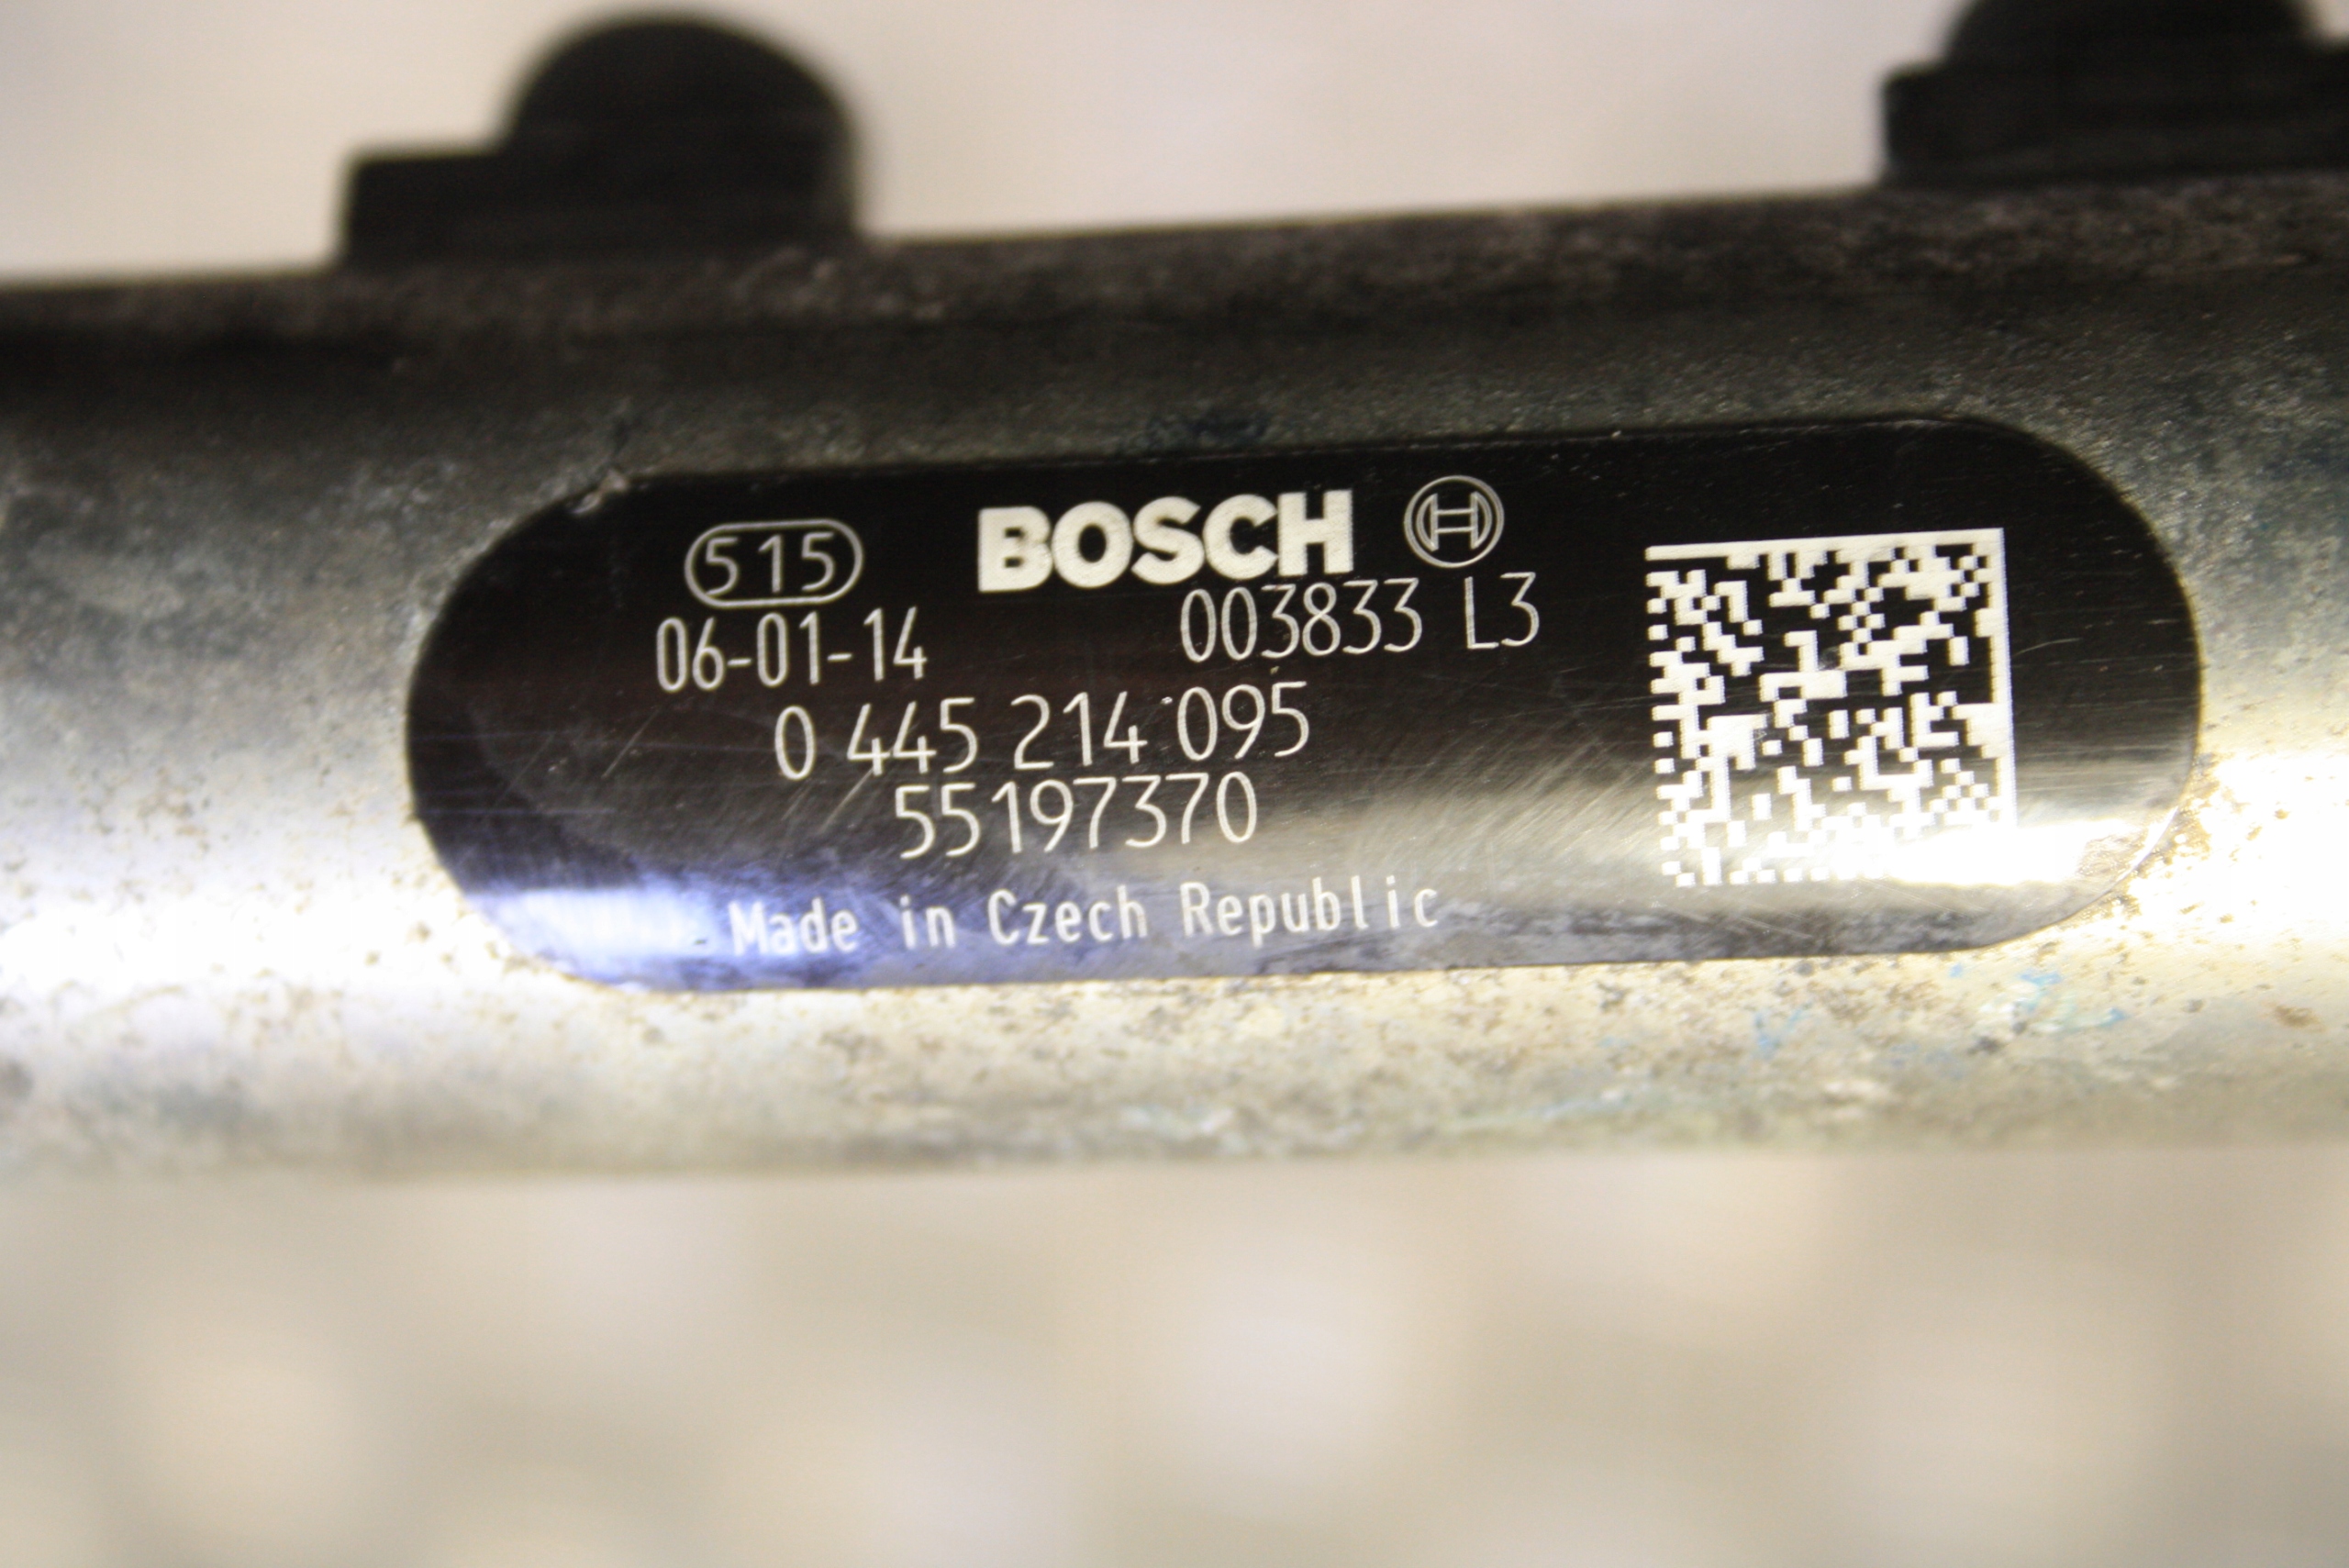 515 BOSCH
06-01-14 003833 L3
0 445 214 095
55197370
Made in Czech Republic